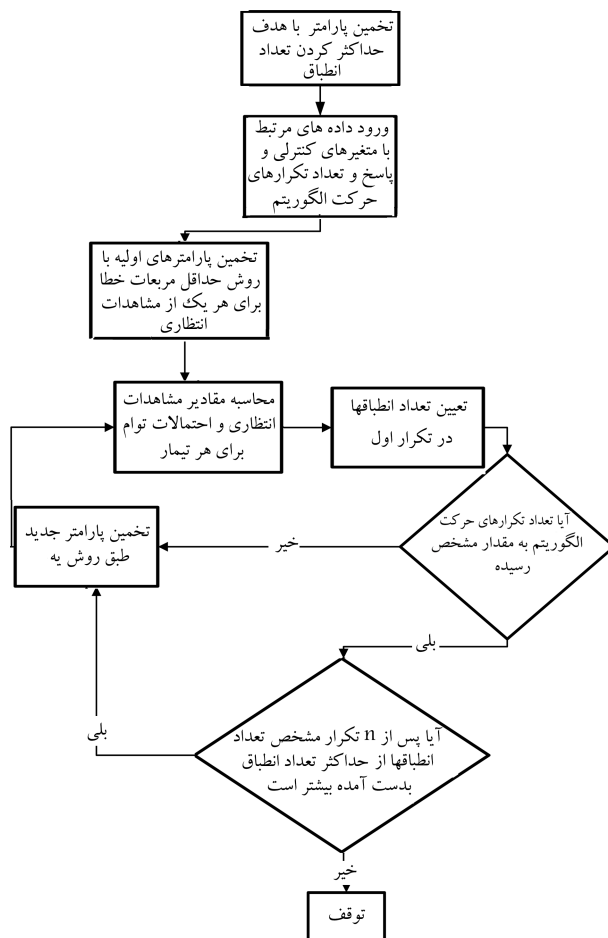 تخمین پارامتر با هدف
حداکثر کردن تعداد
انطباق
ورود داده های مرتبط
با متغیرهای کنترلی و
پاسخ و تعداد تکرارهای
حرکت الگوریتم
تخمین پارامترهای اولیه با
روش حداقل مربعات خطا
برای هر یک از مشاهدات
انتظاری
محاسبه مقادیر مشاهدات
انتظاری و احتمالات توام
برای هر تیمار
تعیین تعداد انطباقها
در تکرار اول
آیا تعداد تکرارهای حرکت
الگوریتم به مقدار مشخص
رسیده
خیر
تخمین پارامتر جدید
طبق روش یه
بلی
آیا پس از n تکرار مشخص تعداد
انطباقها از حداکثر تعداد انطباق
بدست آمده بیشتر است
بلی
خیر
توقف